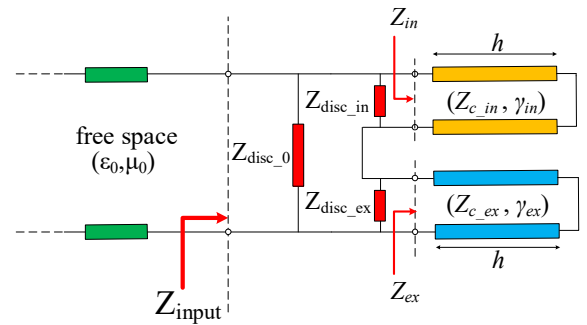 Z_in
h
Z_disc_in
(Z_c_in, γ_in)
free space
(ε₀,μ₀)
Z_disc_0
Z_disc_ex
(Z_c_ex, γ_ex)
Z_input
Z_ex
h